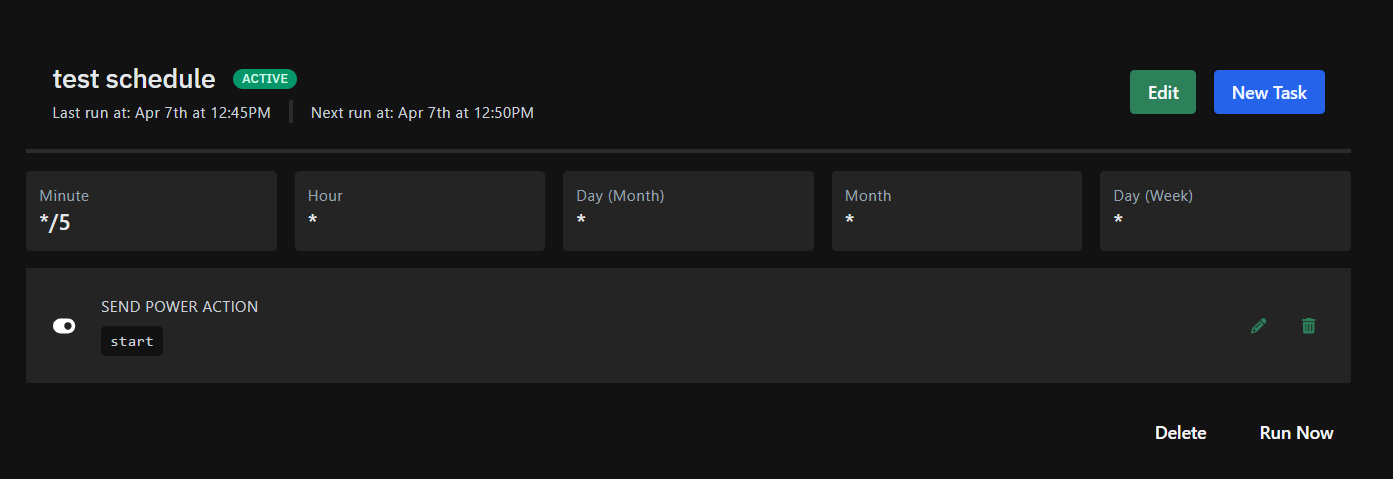 test schedule ACTIVE
Edit New Task
Last run at: Apr 7th at 12:45PM Next run at: Apr 7th at 12:50PM
Minute Hour Day (Month) Month Day (Week)
*/5 * * * *
SEND POWER ACTION
start
Delete Run Now